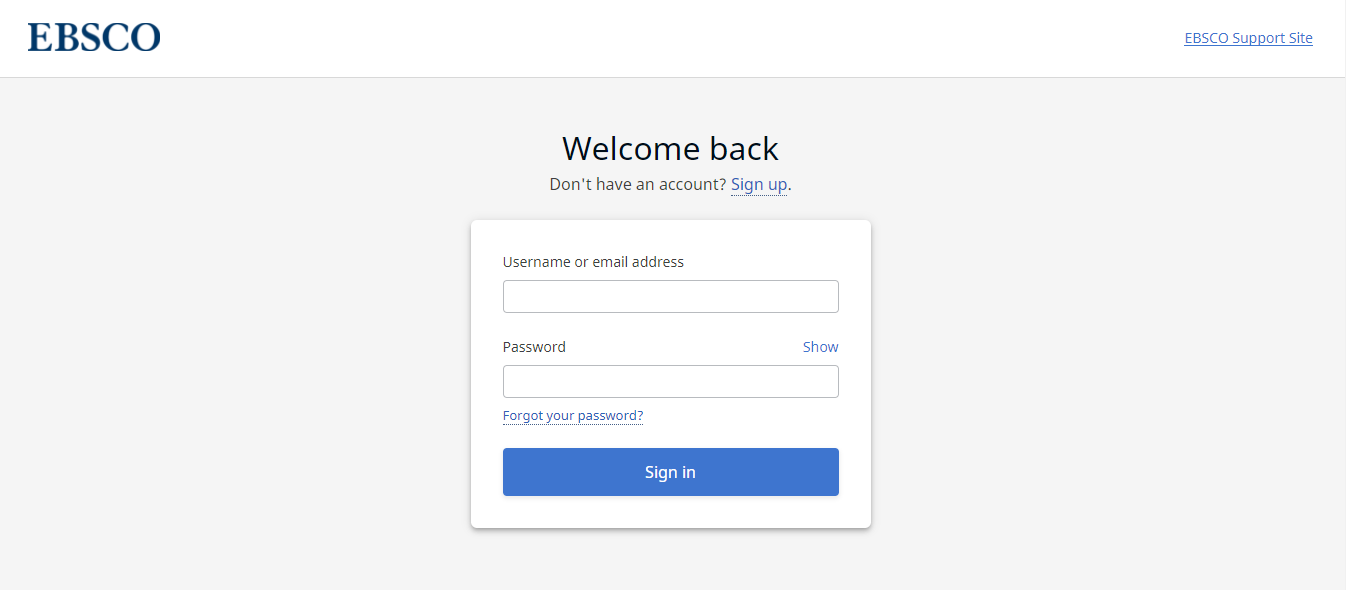 EBSCO
EBSCO Support Site
Welcome back
Don't have an account? Sign up.
Username or email address
Password Show
Forgot your password?
Sign in